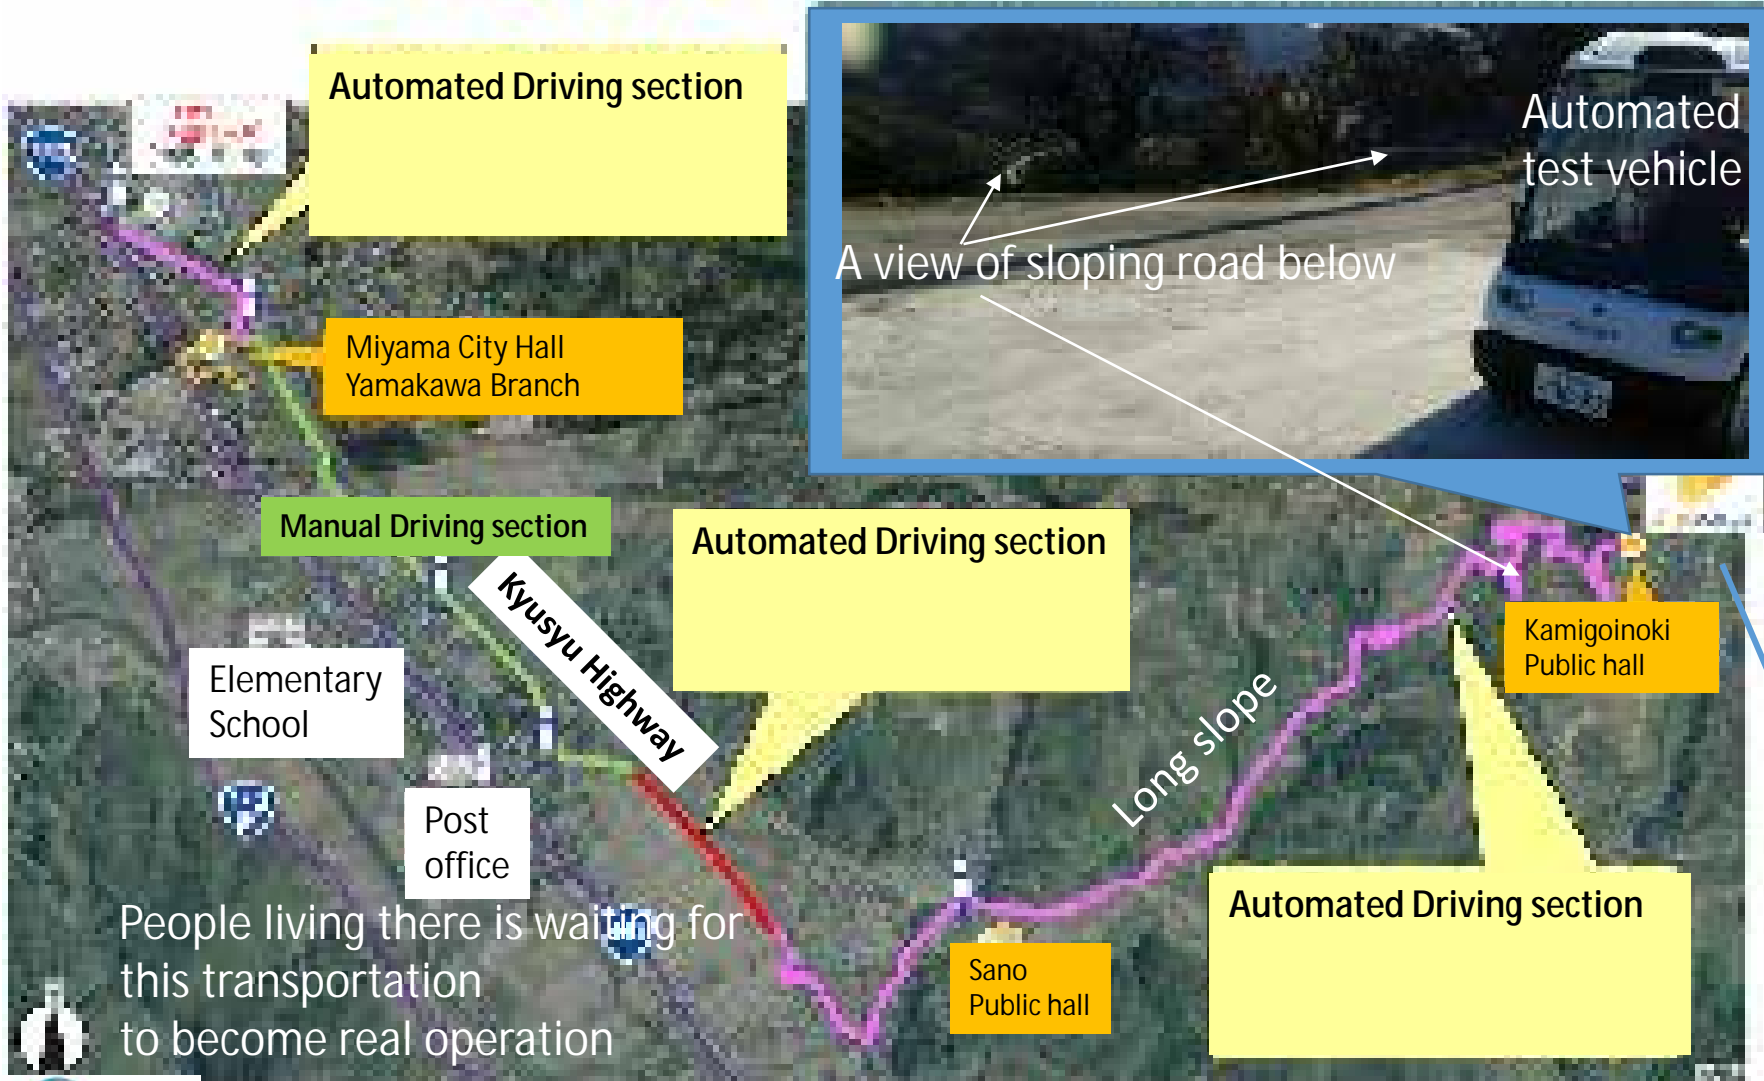 Automated Driving section
Automated
test vehicle
A view of sloping road below
Miyama City Hall
Yamakawa Branch
Manual Driving section
Automated Driving section
Kyusyu Highway
Kamigoinoki
Public hall
Elementary
School
Long slope
Post
office
Automated Driving section
People living there is waiting for
this transportation
to become real operation
Sano
Public hall